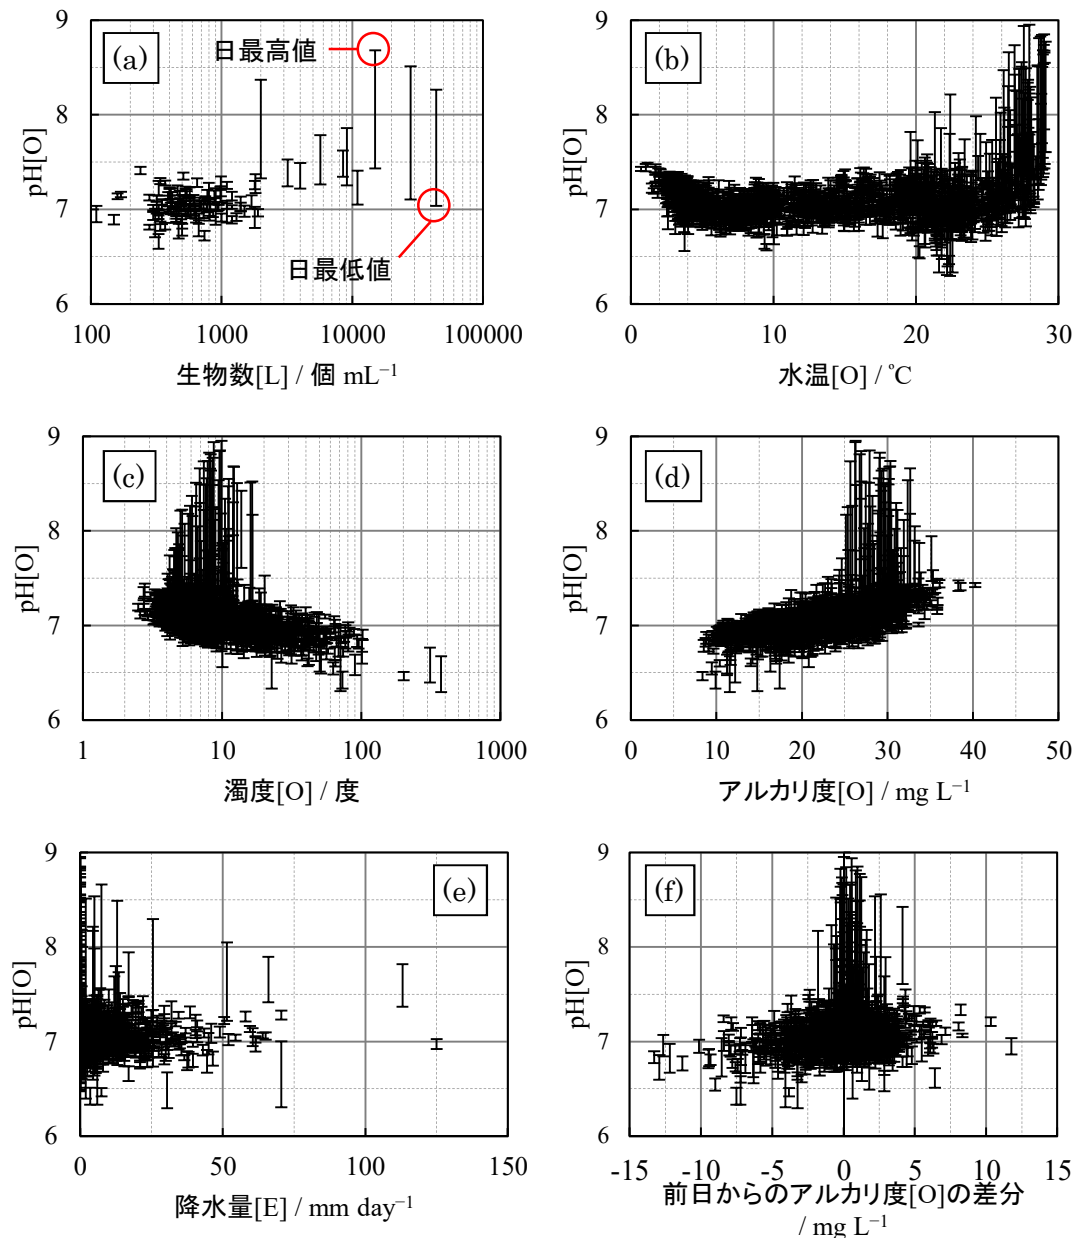 (a)
日最高値
日最低値
pH[O]
9
8
7
6
100
1000
10000
100000
生物数[L] / 個 mL⁻¹
(b)
pH[O]
9
8
7
6
0
10
20
30
水温[O] / °C
(c)
pH[O]
9
8
7
6
1
10
100
1000
濁度[O] / 度
(d)
pH[O]
9
8
7
6
0
10
20
30
40
50
アルカリ度[O] / mg L⁻¹
(e)
pH[O]
9
8
7
6
0
50
100
150
降水量[E] / mm day⁻¹
(f)
pH[O]
9
8
7
6
-15
-10
-5
0
5
10
15
前日からのアルカリ度[O]の差分
/ mg L⁻¹